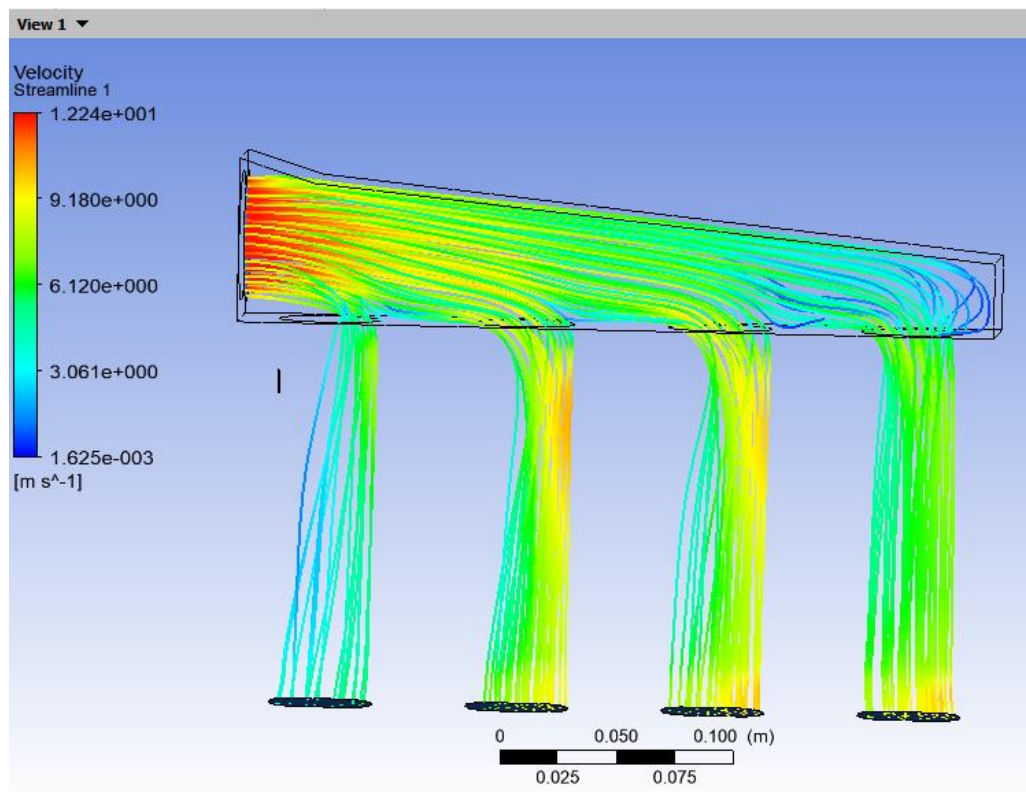 View 1
Velocity
Streamline 1
1.224e+001
9.180e+000
6.120e+000
3.061e+000
1.625e-003
[m s^-1]
0 0.050 0.100 (m)
0.025 0.075